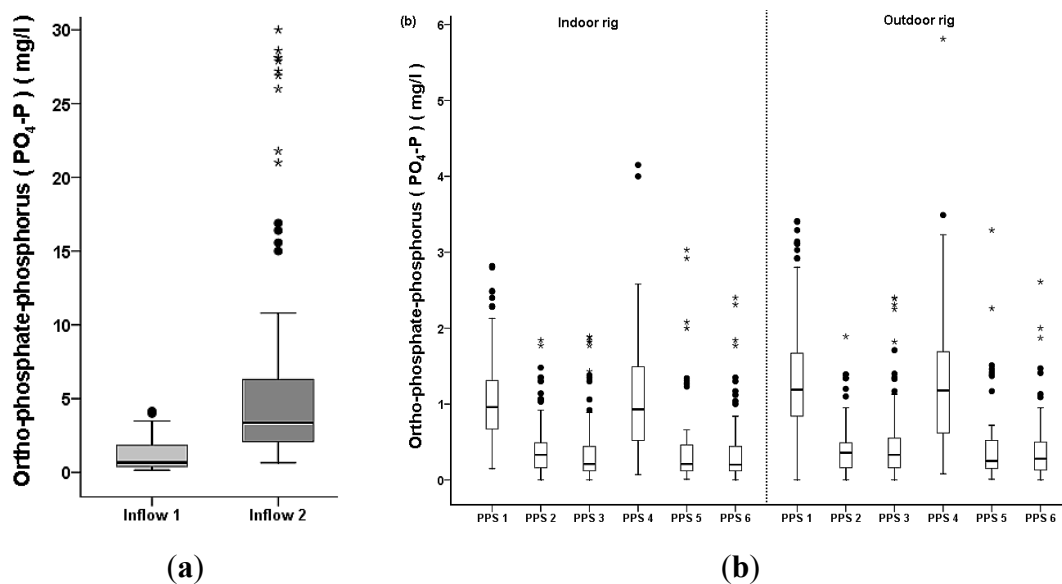 Ortho-phosphate-phosphorus ( PO₄-P ) ( mg/l )
30
25
20
15
10
5
0
Inflow 1 Inflow 2
(a)
(b) Indoor rig Outdoor rig
Ortho-phosphate-phosphorus ( PO₄-P ) ( mg/l)
6
5
4
3
2
1
0
PPS 1 PPS 2 PPS 3 PPS 4 PPS 5 PPS 6 PPS 1 PPS 2 PPS 3 PPS 4 PPS 5 PPS 6
(b)